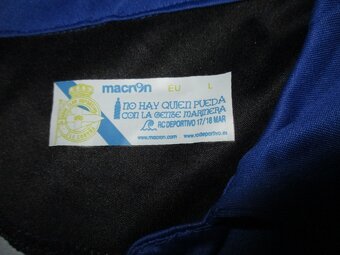 macron EU L
NO HAY QUIEN PUEDA
CON LA GENTE MARIÑERA
RC DEPORTIVO 17/18 MAR
www.macron.com www.rcdeportivo.es